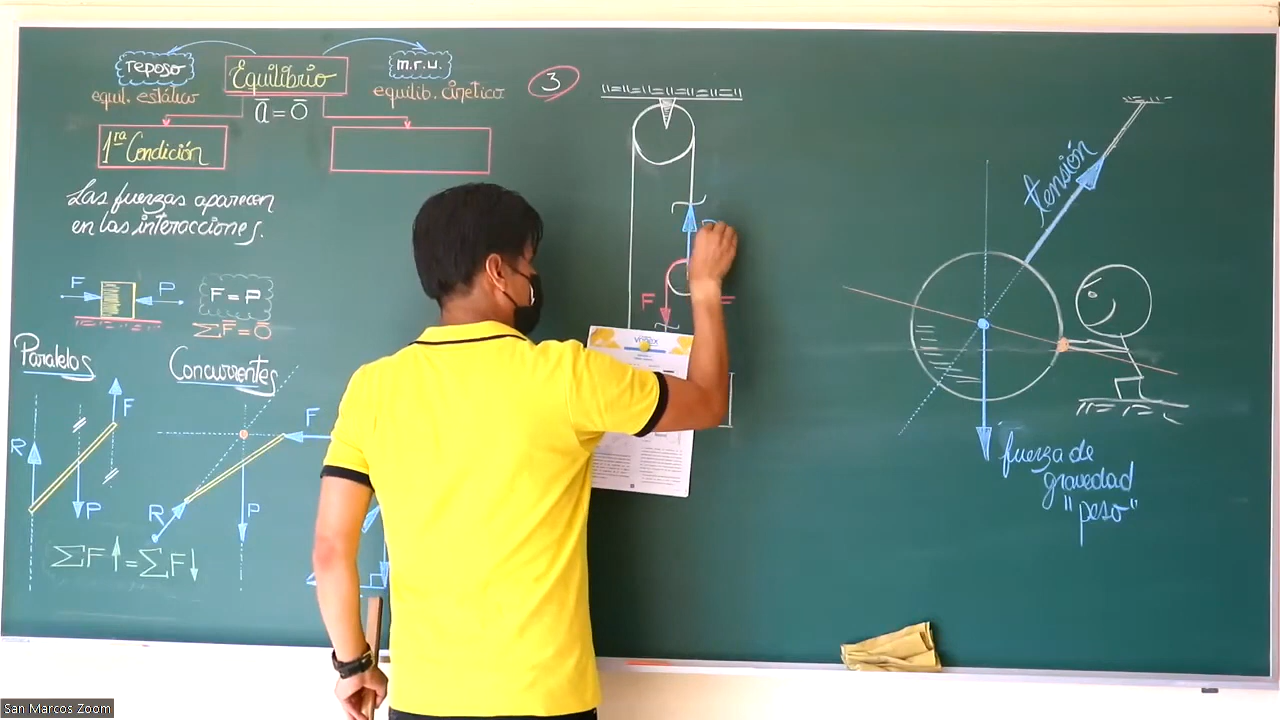 reposo
Equilibrio
m.r.u.
equil. estático
equilib. cinético
a = 0
1ra Condición
Las fuerzas aparecen
en las interacciones.
F
P
F = P
ΣF = 0
Paralelos
Concurrentes
F
R
P
F
R
P
ΣF↑ = ΣF↓
3
F
tensión
fuerza de
gravedad
"peso"
San Marcos Zoom